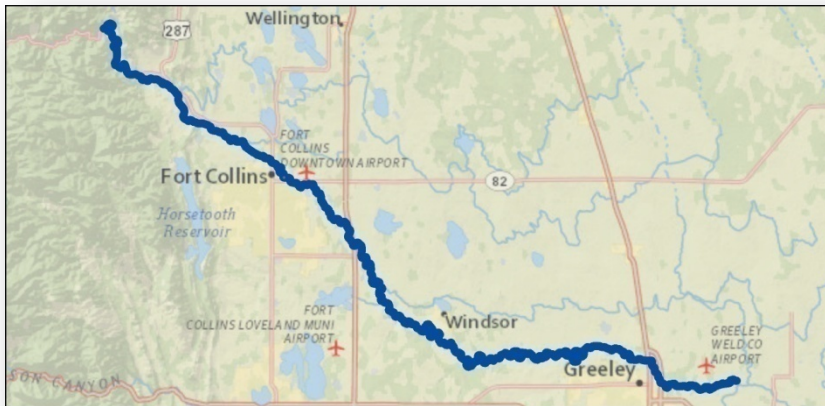 Wellington
287
FORT
COLLINS
DOWNTOWN AIRPORT
Fort Collins
82
Horsetooth
Reservoir
FORT
COLLINS LOVELAND MUNI
AIRPORT
Windsor
GREELEY
WELD CO
AIRPORT
Greeley
SON CANYON